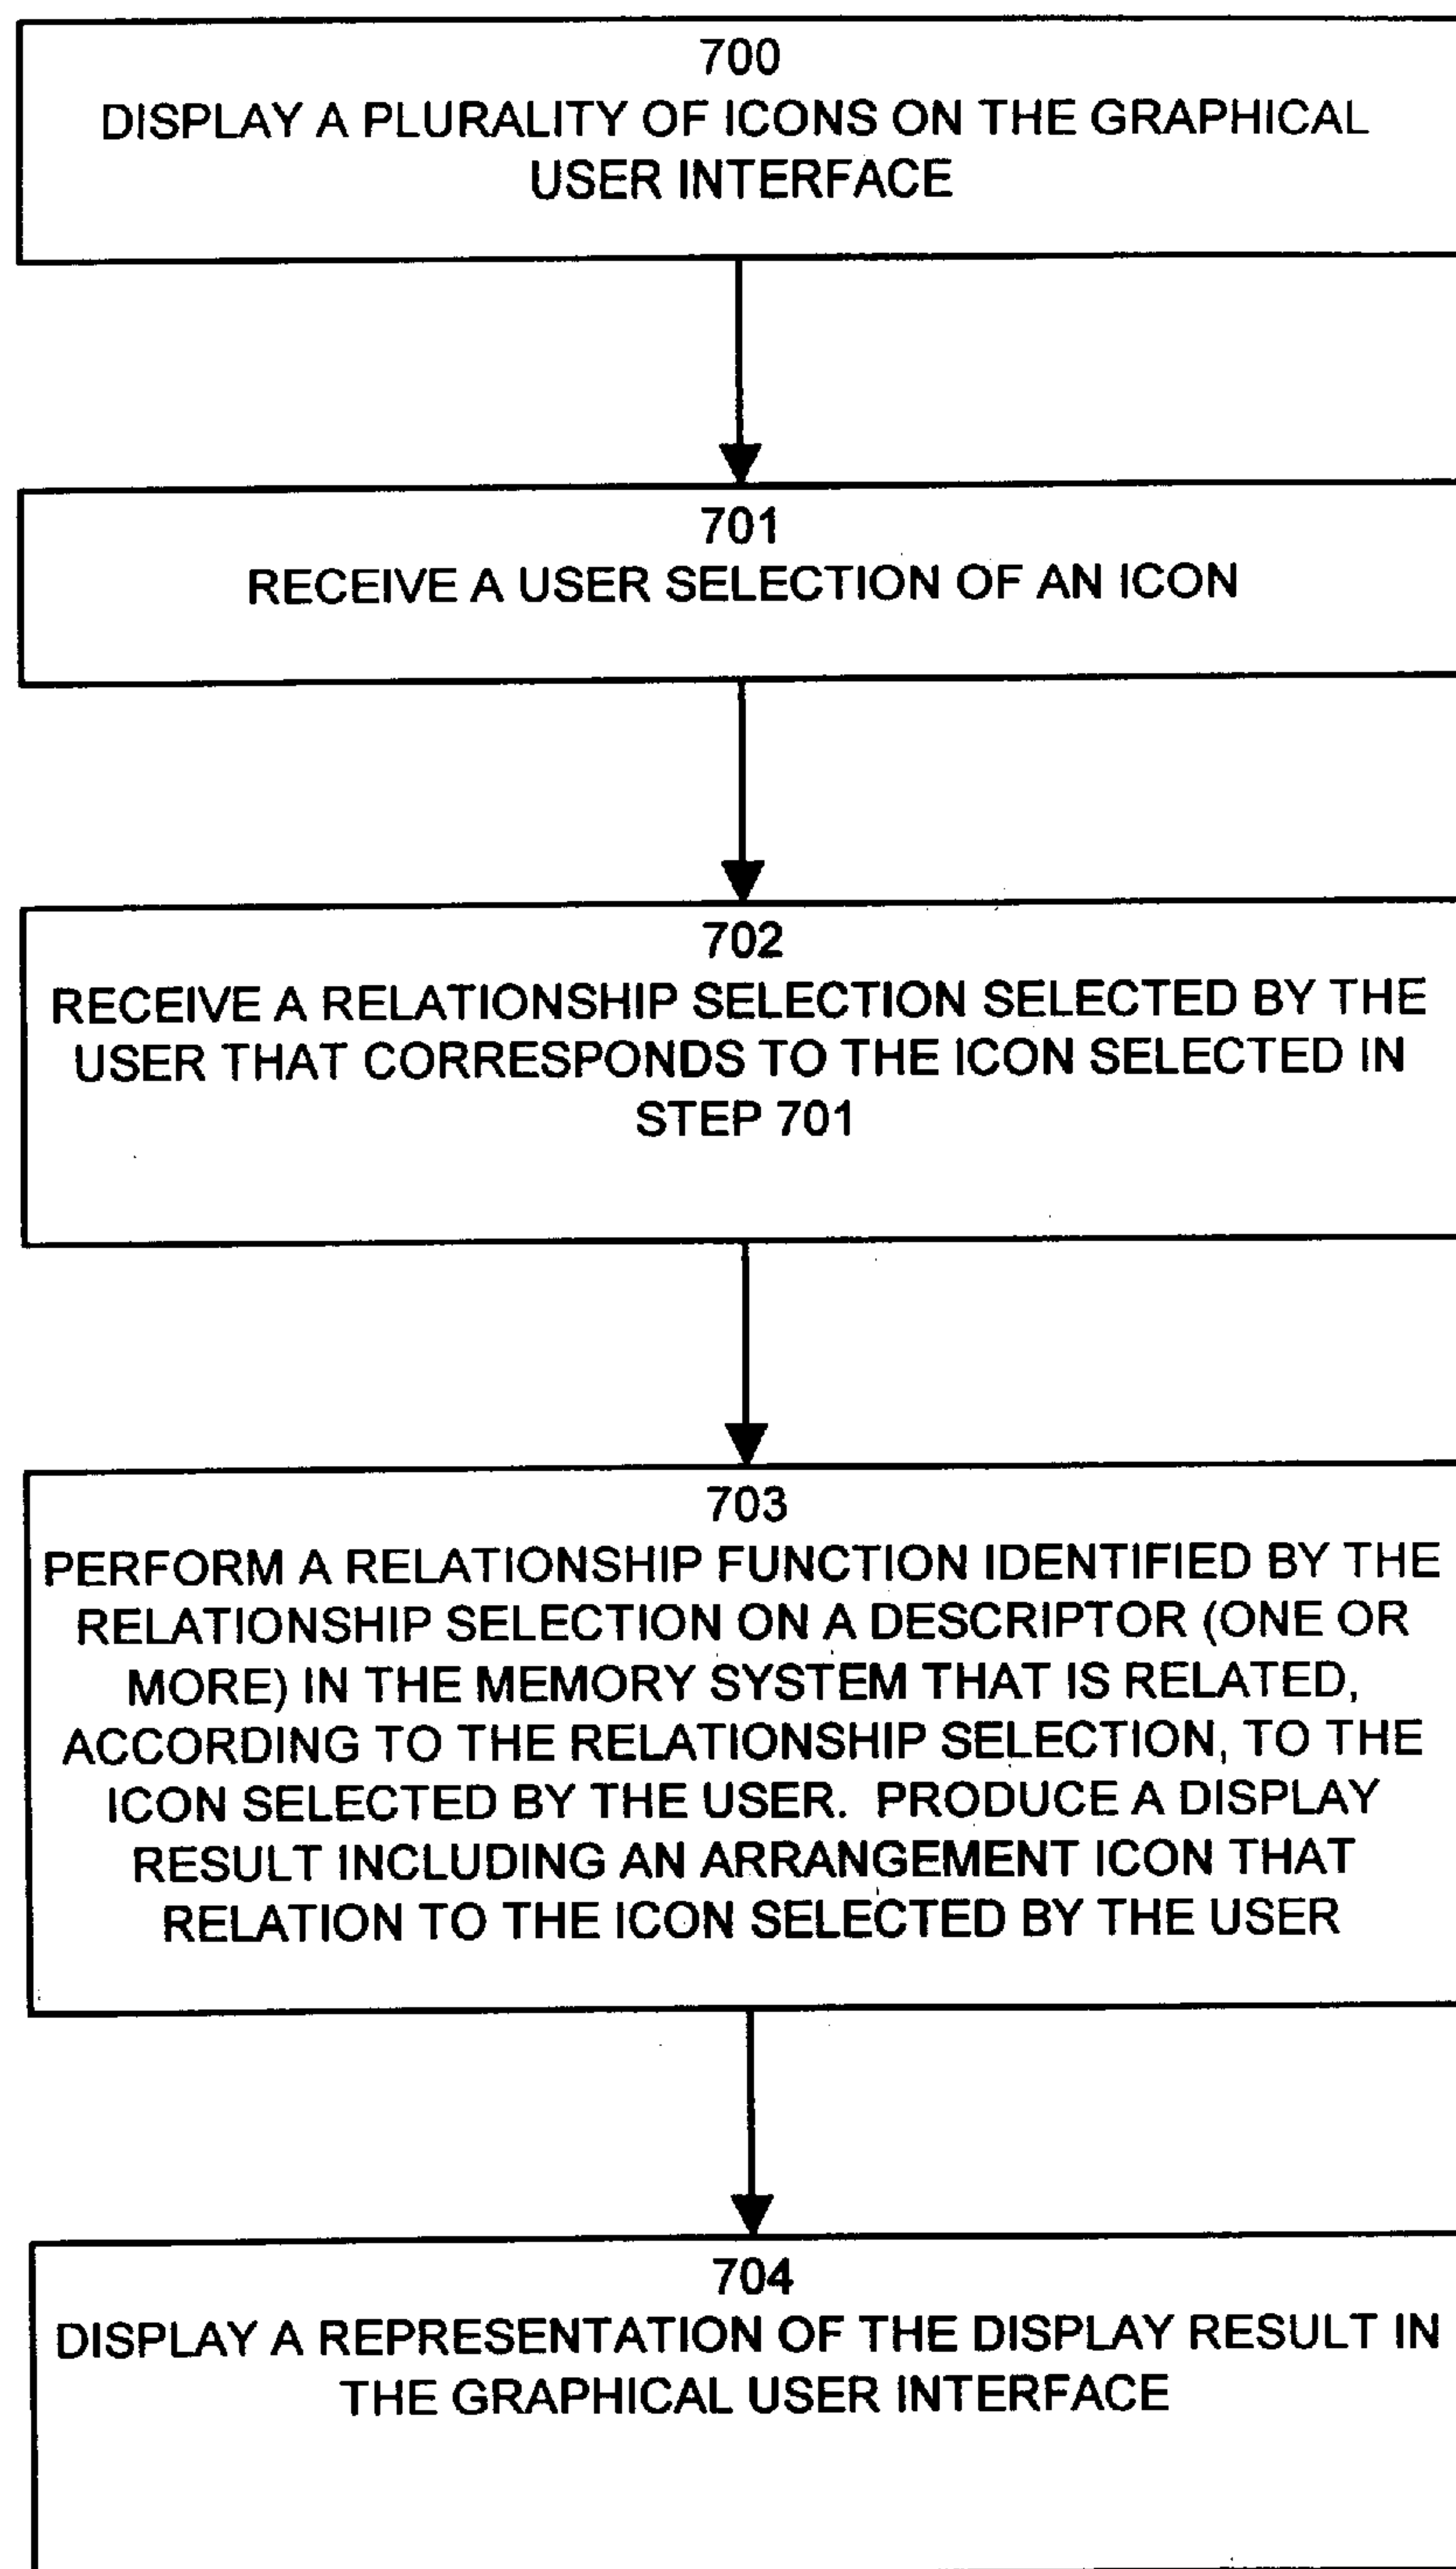 700
DISPLAY A PLURALITY OF ICONS ON THE GRAPHICAL
USER INTERFACE
701
RECEIVE A USER SELECTION OF AN ICON
702
RECEIVE A RELATIONSHIP SELECTION SELECTED BY THE
USER THAT CORRESPONDS TO THE ICON SELECTED IN
STEP 701
703
PERFORM A RELATIONSHIP FUNCTION IDENTIFIED BY THE
RELATIONSHIP SELECTION ON A DESCRIPTOR (ONE OR
MORE) IN THE MEMORY SYSTEM THAT IS RELATED,
ACCORDING TO THE RELATIONSHIP SELECTION, TO THE
ICON SELECTED BY THE USER. PRODUCE A DISPLAY
RESULT INCLUDING AN ARRANGEMENT ICON THAT
RELATION TO THE ICON SELECTED BY THE USER
704
DISPLAY A REPRESENTATION OF THE DISPLAY RESULT IN
THE GRAPHICAL USER INTERFACE